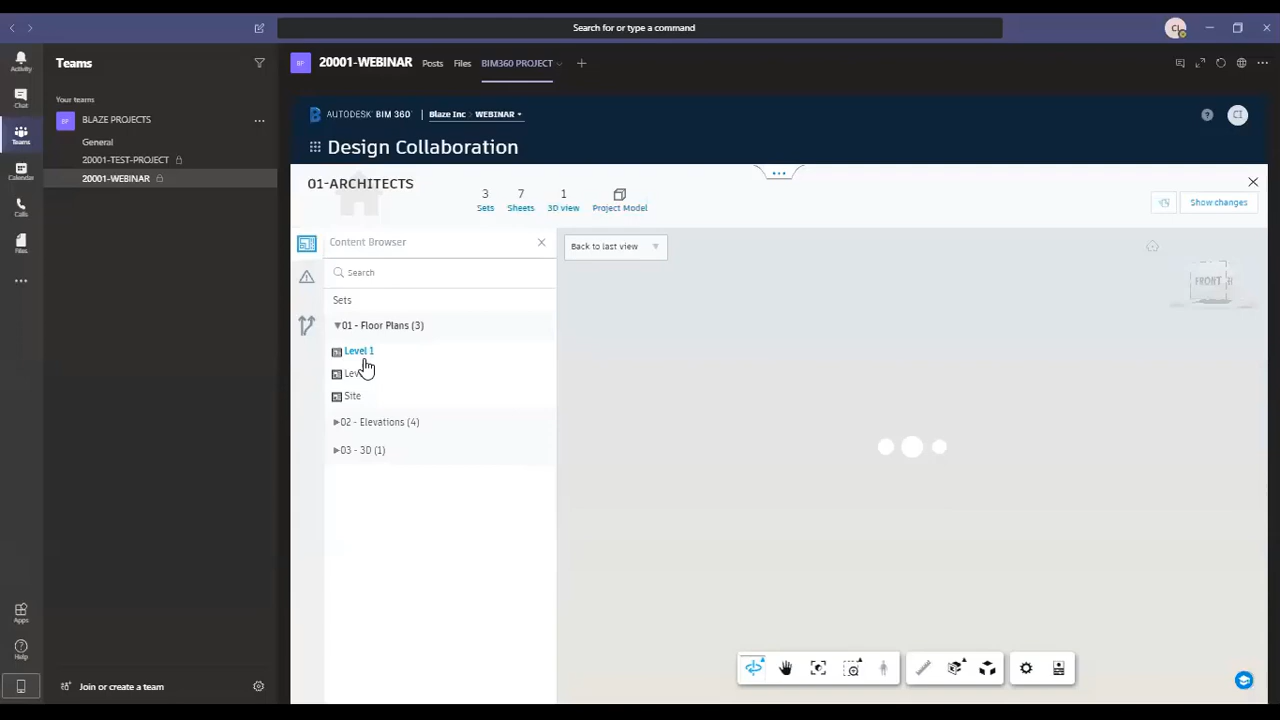 Search for or type a command
CI
Activity
Chat
Teams
Calendar
Calls
Files
Apps
Help
Teams
Your teams
BP
BLAZE PROJECTS
General
20001-TEST-PROJECT
20001-WEBINAR
Join or create a team
BP
20001-WEBINAR
Posts
Files
BIM360 PROJECT
AUTODESK BIM 360
Blaze Inc > WEBINAR
CI
Design Collaboration
01-ARCHITECTS
3
Sets
7
Sheets
1
3D view
Project Model
Show changes
Content Browser
Search
Sets
01 - Floor Plans (3)
Level 1
Site
02 - Elevations (4)
03 - 3D (1)
Back to last view
FRONT